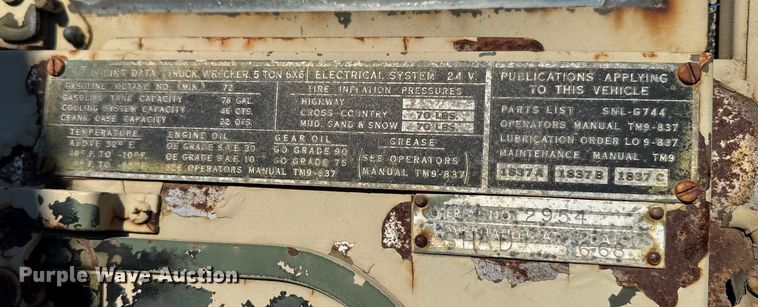 SERVICING DATA TRUCK, WRECKER, 5 TON 6X6
GASOLINE OCTANE NO. (MIN.) 72
GASOLINE TANK CAPACITY 78 GAL.
COOLING SYSTEM CAPACITY 46 QTS.
CRANK CASE CAPACITY 22 QTS.
TEMPERATURE ENGINE OIL GEAR OIL
ABOVE 32° F. OE GRADE S.A.E. 30 GO GRADE 90
OE GRADE S.A.E. 10 GO GRADE 75
SEE OPERATORS MANUAL TM9-837
ELECTRICAL SYSTEM 24 V.
TIRE INFLATION PRESSURES
HIGHWAY
CROSS-COUNTRY 70 LBS.
MUD, SAND & SNOW 70 LBS.
GREASE
(SEE OPERATORS
MANUAL TM9-837)
PUBLICATIONS APPLYING
TO THIS VEHICLE
PARTS LIST SNL-G744
OPERATORS MANUAL TM9-837
LUBRICATION ORDER LO 9-837
MAINTENANCE MANUAL TM9
1837A 1837B
NO. 2954
Purple Wave Auction